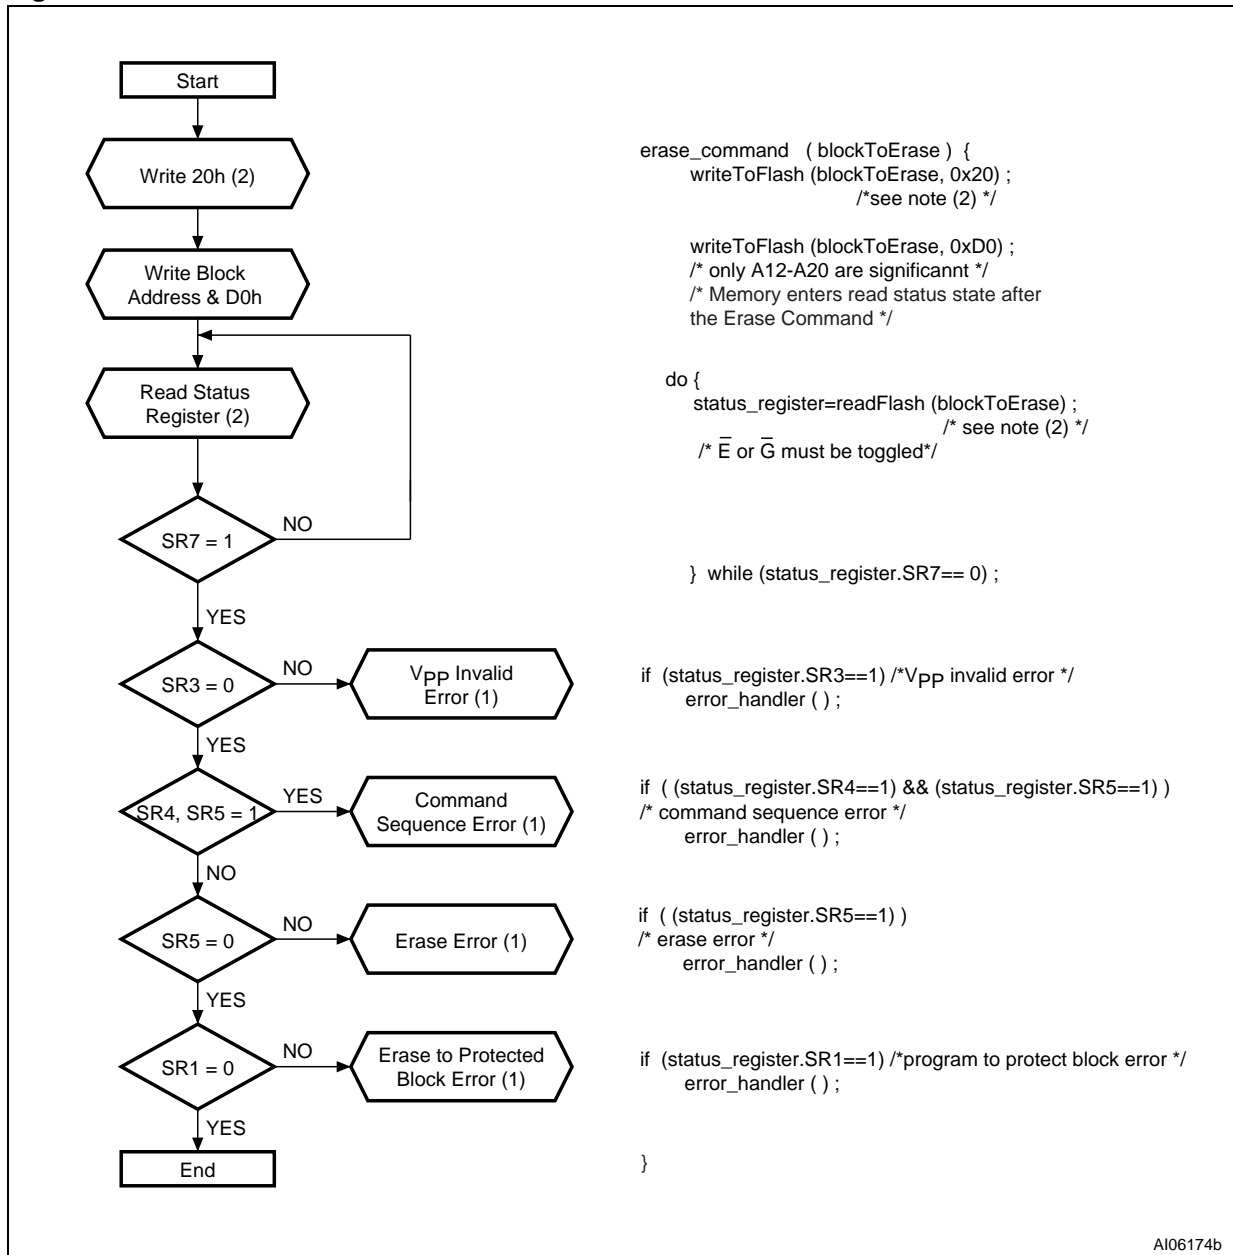 Start
Write 20h (2)
Write Block
Address & D0h
Read Status
Register (2)
SR7 = 1
NO
YES
SR3 = 0
NO
VPP Invalid
Error (1)
YES
SR4, SR5 = 1
YES
Command
Sequence Error (1)
NO
SR5 = 0
NO
Erase Error (1)
YES
SR1 = 0
NO
Erase to Protected
Block Error (1)
YES
End
erase_command ( blockToErase ) {
writeToFlash (blockToErase, 0x20) ;
/*see note (2) */
writeToFlash (blockToErase, 0xD0) ;
/* only A12-A20 are significannt */
/* Memory enters read status state after
the Erase Command */
do {
status_register=readFlash (blockToErase) ;
/* see note (2) */
/* E̅ or G̅ must be toggled*/
} while (status_register.SR7== 0) ;
if (status_register.SR3==1) /*VPP invalid error */
error_handler ( ) ;
if ( (status_register.SR4==1) && (status_register.SR5==1) )
/* command sequence error */
error_handler ( ) ;
if ( (status_register.SR5==1) )
/* erase error */
error_handler ( ) ;
if (status_register.SR1==1) /*program to protect block error */
error_handler ( ) ;
}
AI06174b